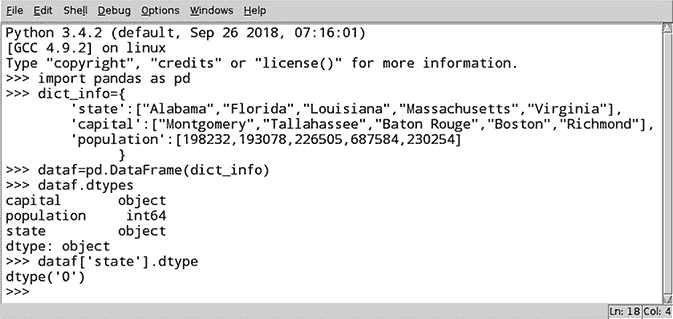 File Edit Shell Debug Options Windows Help
Python 3.4.2 (default, Sep 26 2018, 07:16:01)
[GCC 4.9.2] on linux
Type "copyright", "credits" or "license()" for more information.
>>> import pandas as pd
>>> dict_info={
        'state':["Alabama","Florida","Louisiana","Massachusetts","Virginia"],
        'capital':["Montgomery","Tallahassee","Baton Rouge","Boston","Richmond"],
        'population':[198232,193078,226505,687584,230254]
              }
>>> dataf=pd.DataFrame(dict_info)
>>> dataf.dtypes
capital       object
population     int64
state         object
dtype: object
>>> dataf['state'].dtype
dtype('0')
>>>
Ln: 18 Col: 4